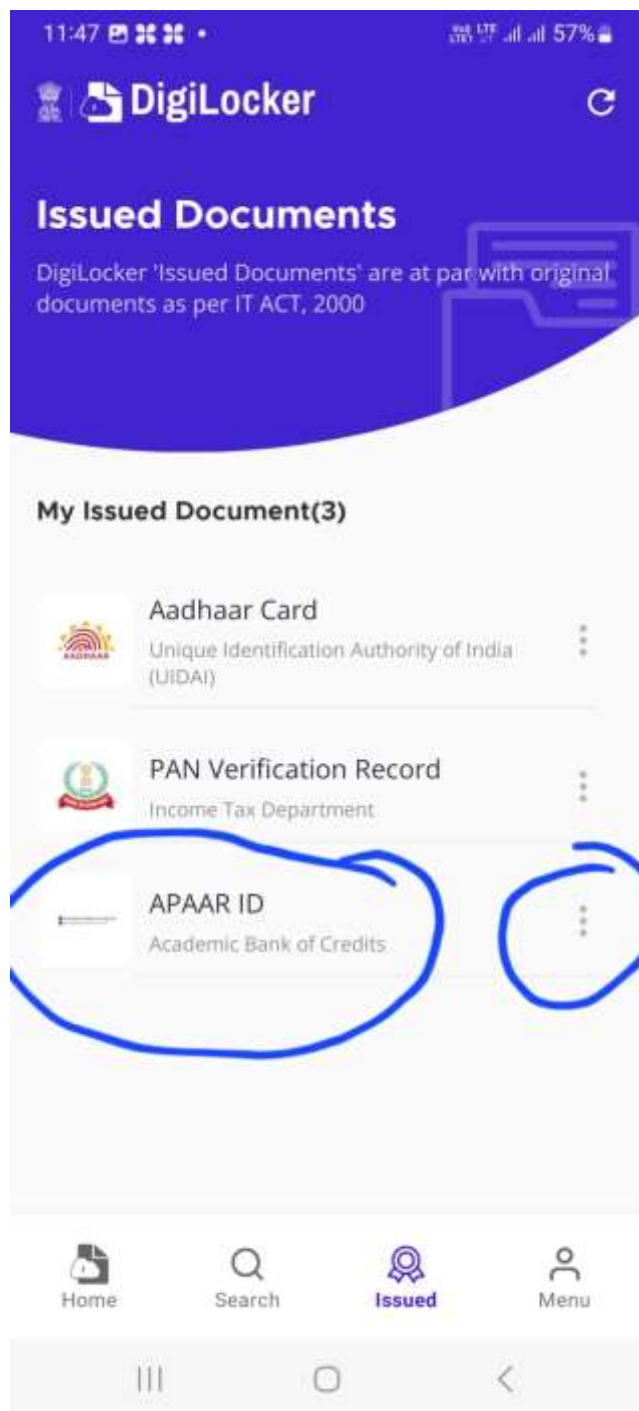 11:47
57%
DigiLocker
Issued Documents
DigiLocker 'Issued Documents' are at par with original
documents as per IT ACT, 2000
My Issued Document(3)
Aadhaar Card
Unique Identification Authority of India
(UIDAI)
AADHAAR
PAN Verification Record
Income Tax Department
APAAR ID
Academic Bank of Credits
Home
Search
Issued
Menu